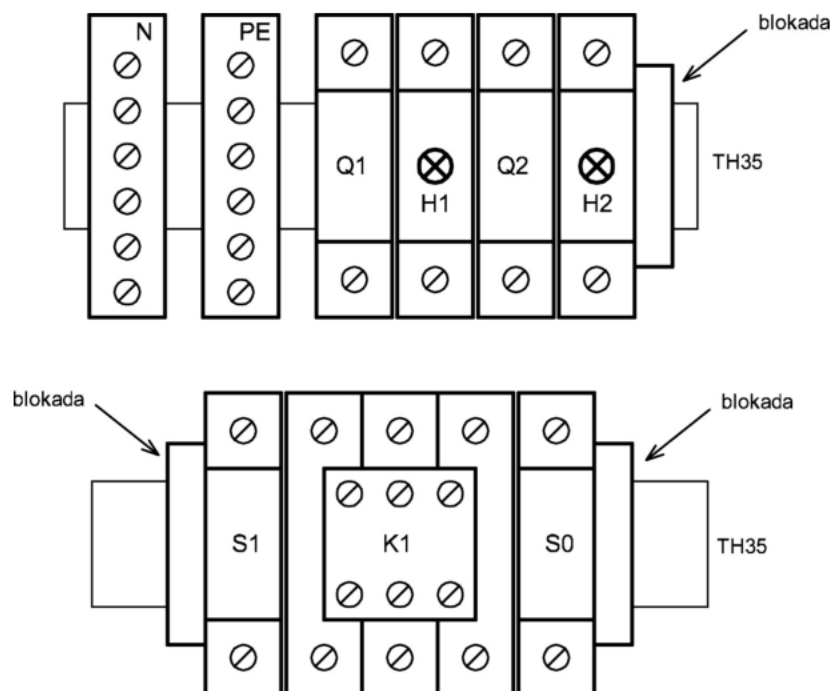 N
PE
blokada
Q1
H1
Q2
H2
TH35
blokada
blokada
S1
K1
S0
TH35